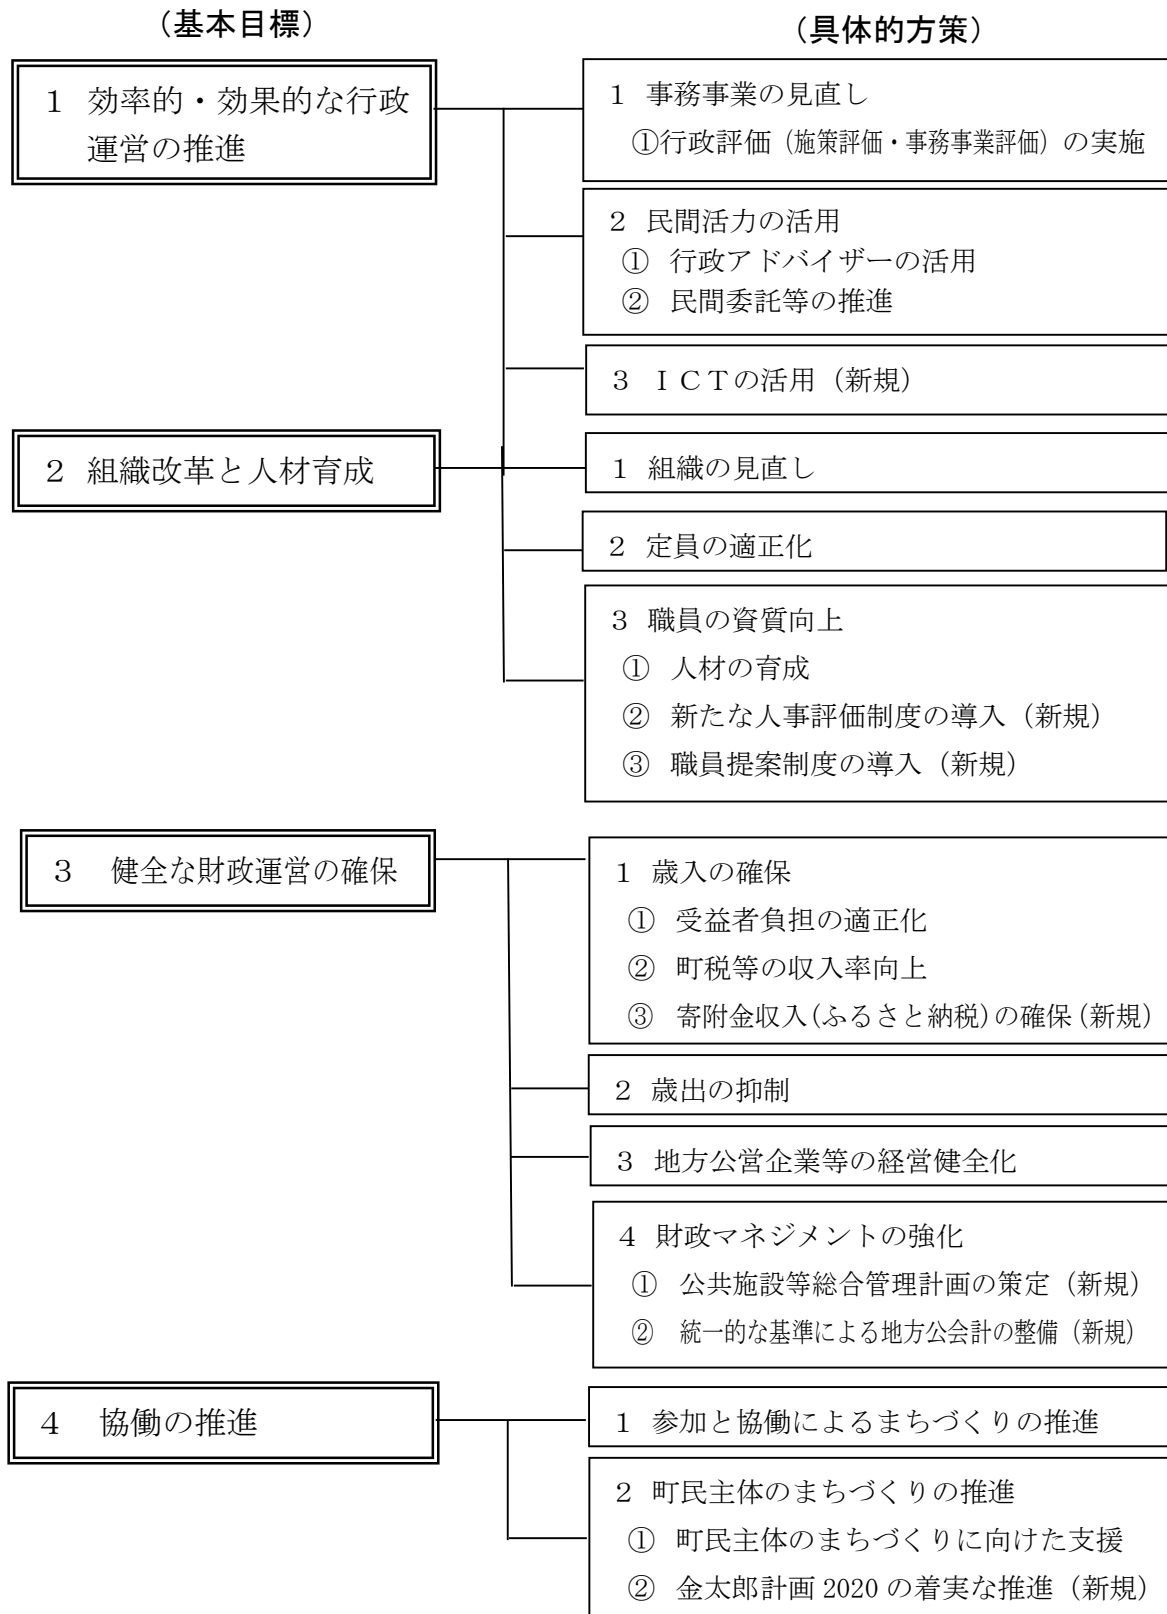 （基本目標）
（具体的方策）
１ 効率的・効果的な行政
運営の推進
１ 事務事業の見直し
①行政評価（施策評価・事務事業評価）の実施
２ 民間活力の活用
① 行政アドバイザーの活用
② 民間委託等の推進
３ ＩＣＴの活用（新規）
２ 組織改革と人材育成
１ 組織の見直し
２ 定員の適正化
３ 職員の資質向上
① 人材の育成
② 新たな人事評価制度の導入（新規）
③ 職員提案制度の導入（新規）
３ 健全な財政運営の確保
１ 歳入の確保
① 受益者負担の適正化
② 町税等の収入率向上
③ 寄附金収入(ふるさと納税)の確保(新規)
２ 歳出の抑制
３ 地方公営企業等の経営健全化
４ 財政マネジメントの強化
① 公共施設等総合管理計画の策定（新規）
② 統一的な基準による地方公会計の整備（新規）
４ 協働の推進
１ 参加と協働によるまちづくりの推進
２ 町民主体のまちづくりの推進
① 町民主体のまちづくりに向けた支援
② 金太郎計画 2020 の着実な推進（新規）